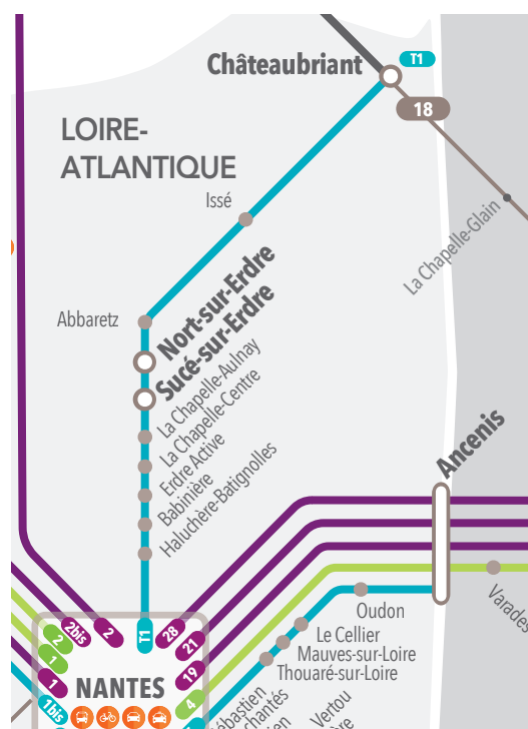 Châteaubriant
T1
18
LOIRE-
ATLANTIQUE
Issé
La Chapelle-Glain
Abbaretz
Nort-sur-Erdre
Sucé-sur-Erdre
La Chapelle-Aulnay
La Chapelle-Centre
Erdre Active
Babinière
Haluchère-Batignolles
Ancenis
Varades
Oudon
Le Cellier
Mauves-sur-Loire
Thouaré-sur-Loire
2bis
2
T1
28
21
19
4
2
1
1
1bis
NANTES
Vertou